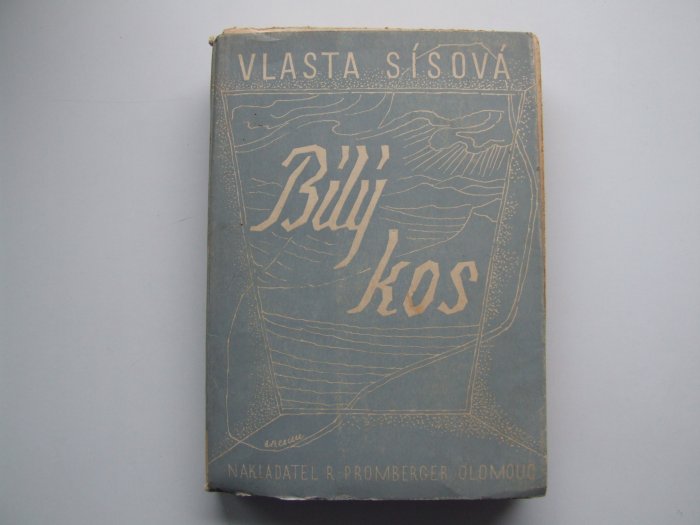 VLASTA SÍSOVÁ
Bílý
kos
NAKLADATEL R. PROMBERGER, OLOMOUC